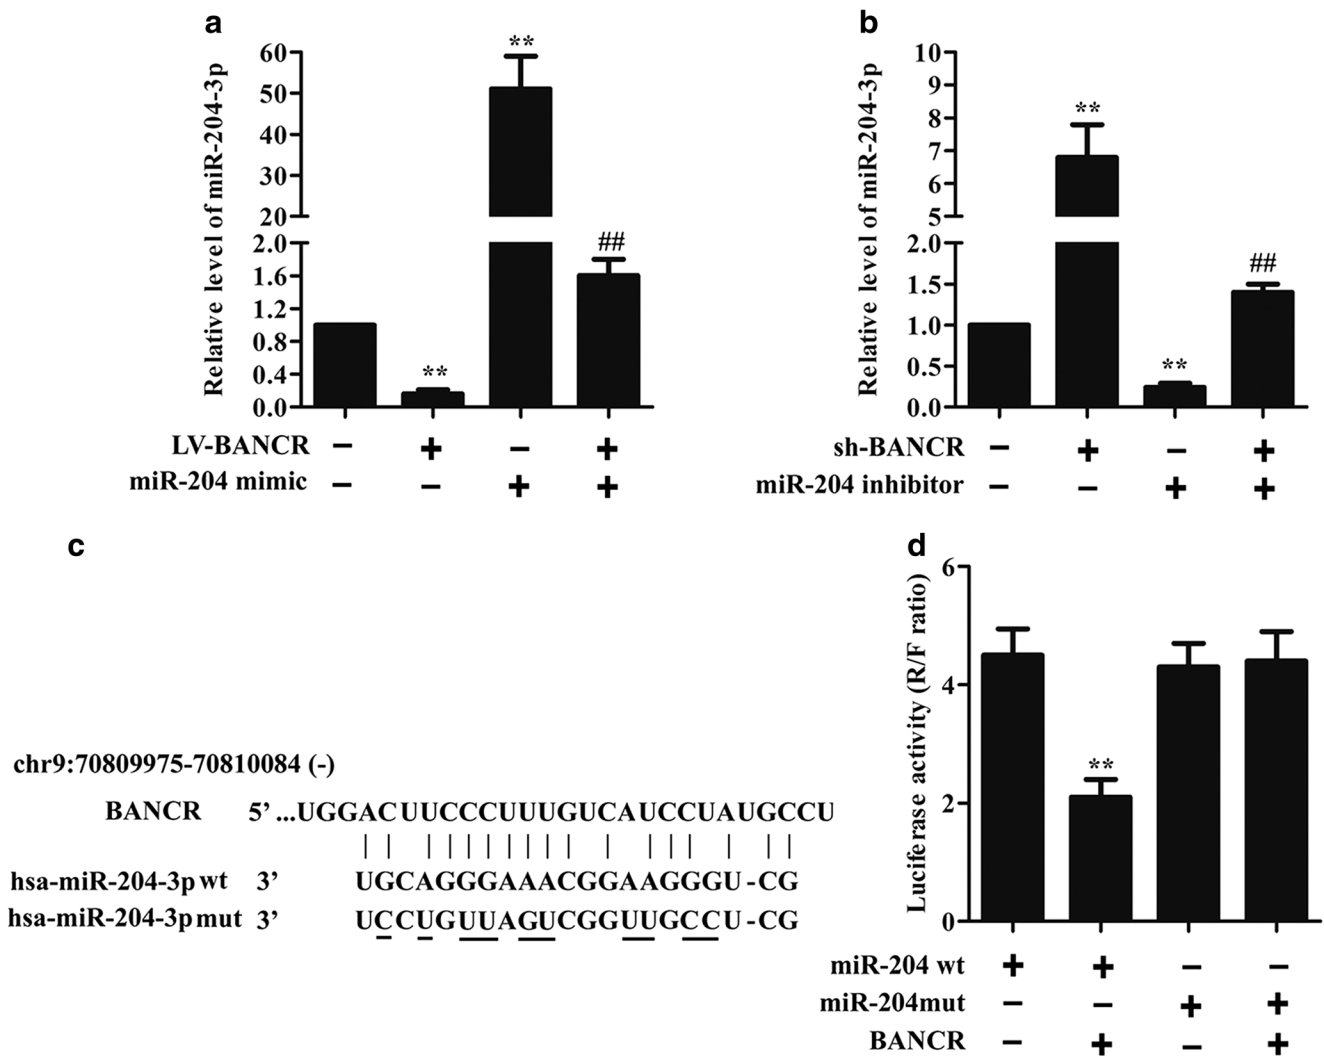 a
Relative level of miR-204-3p
60
50
40
30
20
2.0
1.6
1.2
0.8
0.4
0.0
**
**
##
LV-BANCR – + – +
miR-204 mimic – – + +
b
Relative level of miR-204-3p
10
9
8
7
6
5
2.0
1.5
1.0
0.5
0.0
**
**
##
sh-BANCR – + – +
miR-204 inhibitor – – + +
c
chr9:70809975-70810084 (-)
BANCR 5’ ...UGGACUUCCCUUUGUCAUCCUAUGCCU
hsa-miR-204-3p wt 3’ UGCAGGGAAACGGAAGGGU-CG
hsa-miR-204-3p mut 3’ UCCUGUUAGUCGGUUGCCU-CG
d
Luciferase activity (R/F ratio)
6
4
2
0
**
miR-204 wt + + – –
miR-204mut – – + +
BANCR – + – +